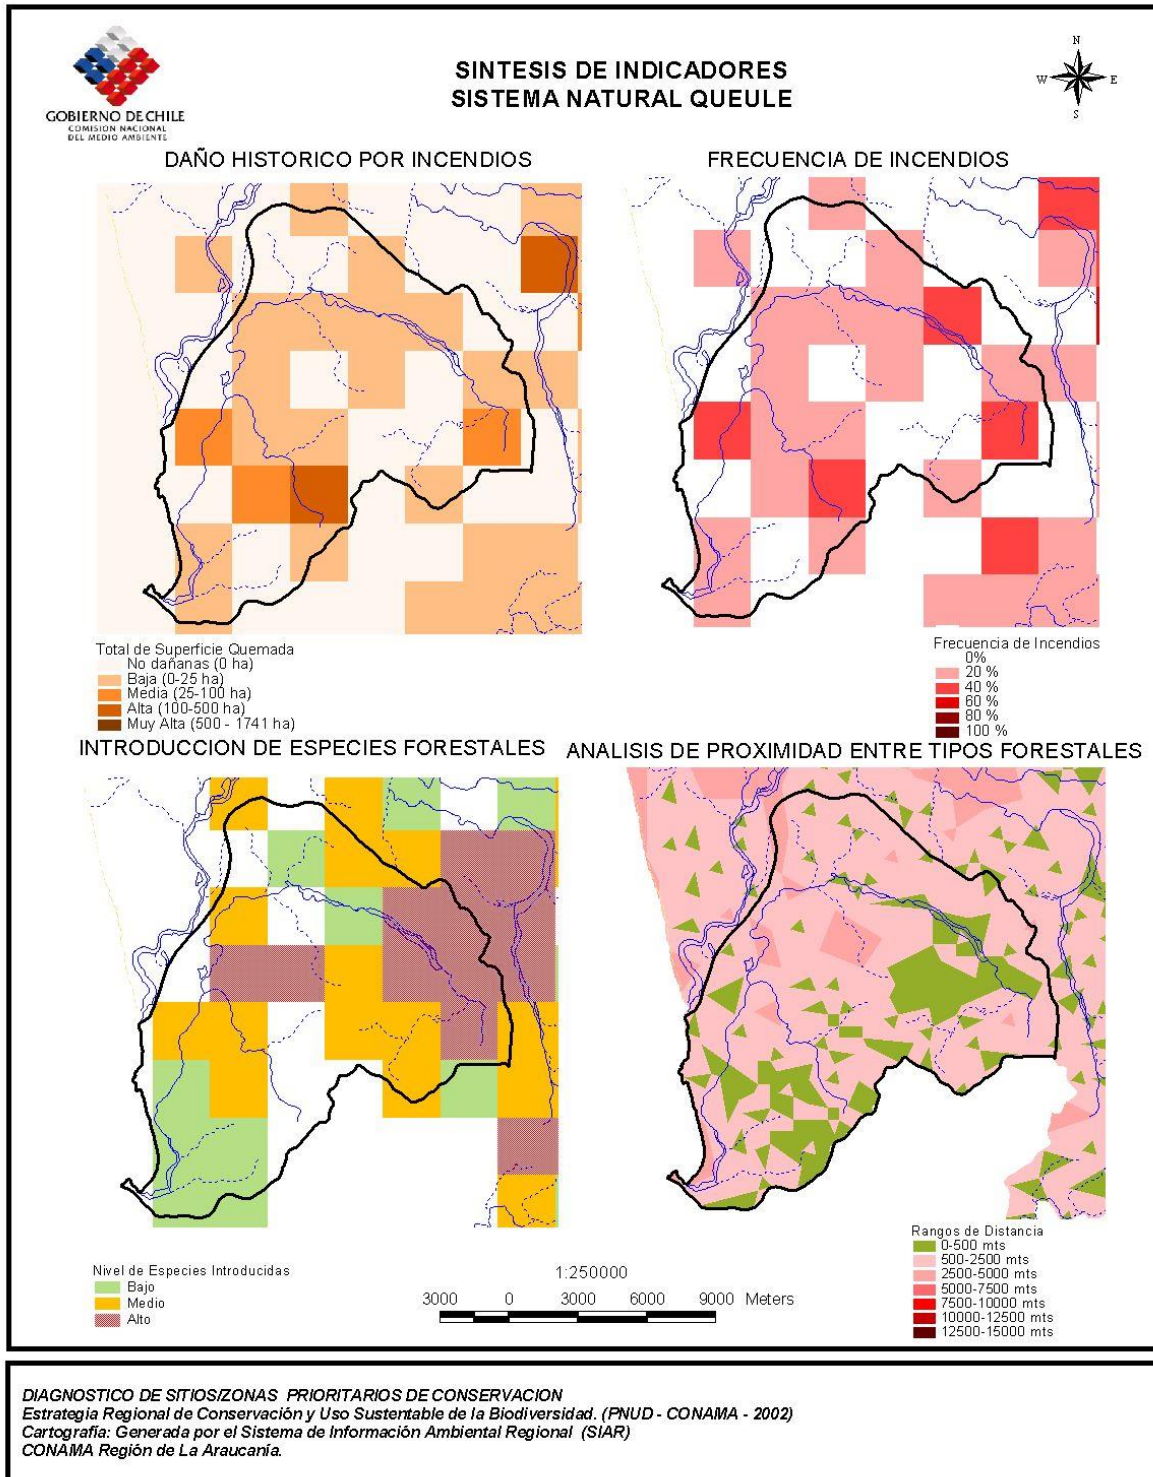 GOBIERNO DE CHILE
COMISION NACIONAL
DEL MEDIO AMBIENTE
SINTESIS DE INDICADORES
SISTEMA NATURAL QUEULE
N
W
E
S
DAÑO HISTORICO POR INCENDIOS
FRECUENCIA DE INCENDIOS
Total de Superficie Quemada
No dañanas (0 ha)
Baja (0-25 ha)
Media (25-100 ha)
Alta (100-500 ha)
Muy Alta (500 - 1741 ha)
Frecuencia de Incendios
0%
20 %
40 %
60 %
80 %
100 %
INTRODUCCION DE ESPECIES FORESTALES
ANALISIS DE PROXIMIDAD ENTRE TIPOS FORESTALES
Nivel de Especies Introducidas
Bajo
Medio
Alto
1:250000
3000 0 3000 6000 9000 Meters
Rangos de Distancia
0-500 mts
500-2500 mts
2500-5000 mts
5000-7500 mts
7500-10000 mts
10000-12500 mts
12500-15000 mts
DIAGNOSTICO DE SITIOS/ZONAS PRIORITARIOS DE CONSERVACION
Estrategia Regional de Conservación y Uso Sustentable de la Biodiversidad. (PNUD - CONAMA - 2002)
Cartografía: Generada por el Sistema de Información Ambiental Regional (SIAR)
CONAMA Región de La Araucanía.